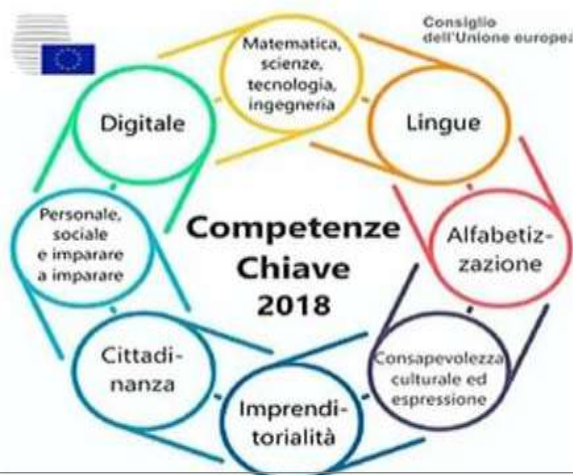 Consiglio
dell'Unione europea
Matematica,
scienze,
tecnologia,
ingegneria
Digitale
Lingue
Personale,
sociale
e imparare
a imparare
Competenze
Chiave
2018
Alfabetiz-
zazione
Cittadi-
nanza
Imprendi-
torialità
Consapevolezza
culturale ed
espressione